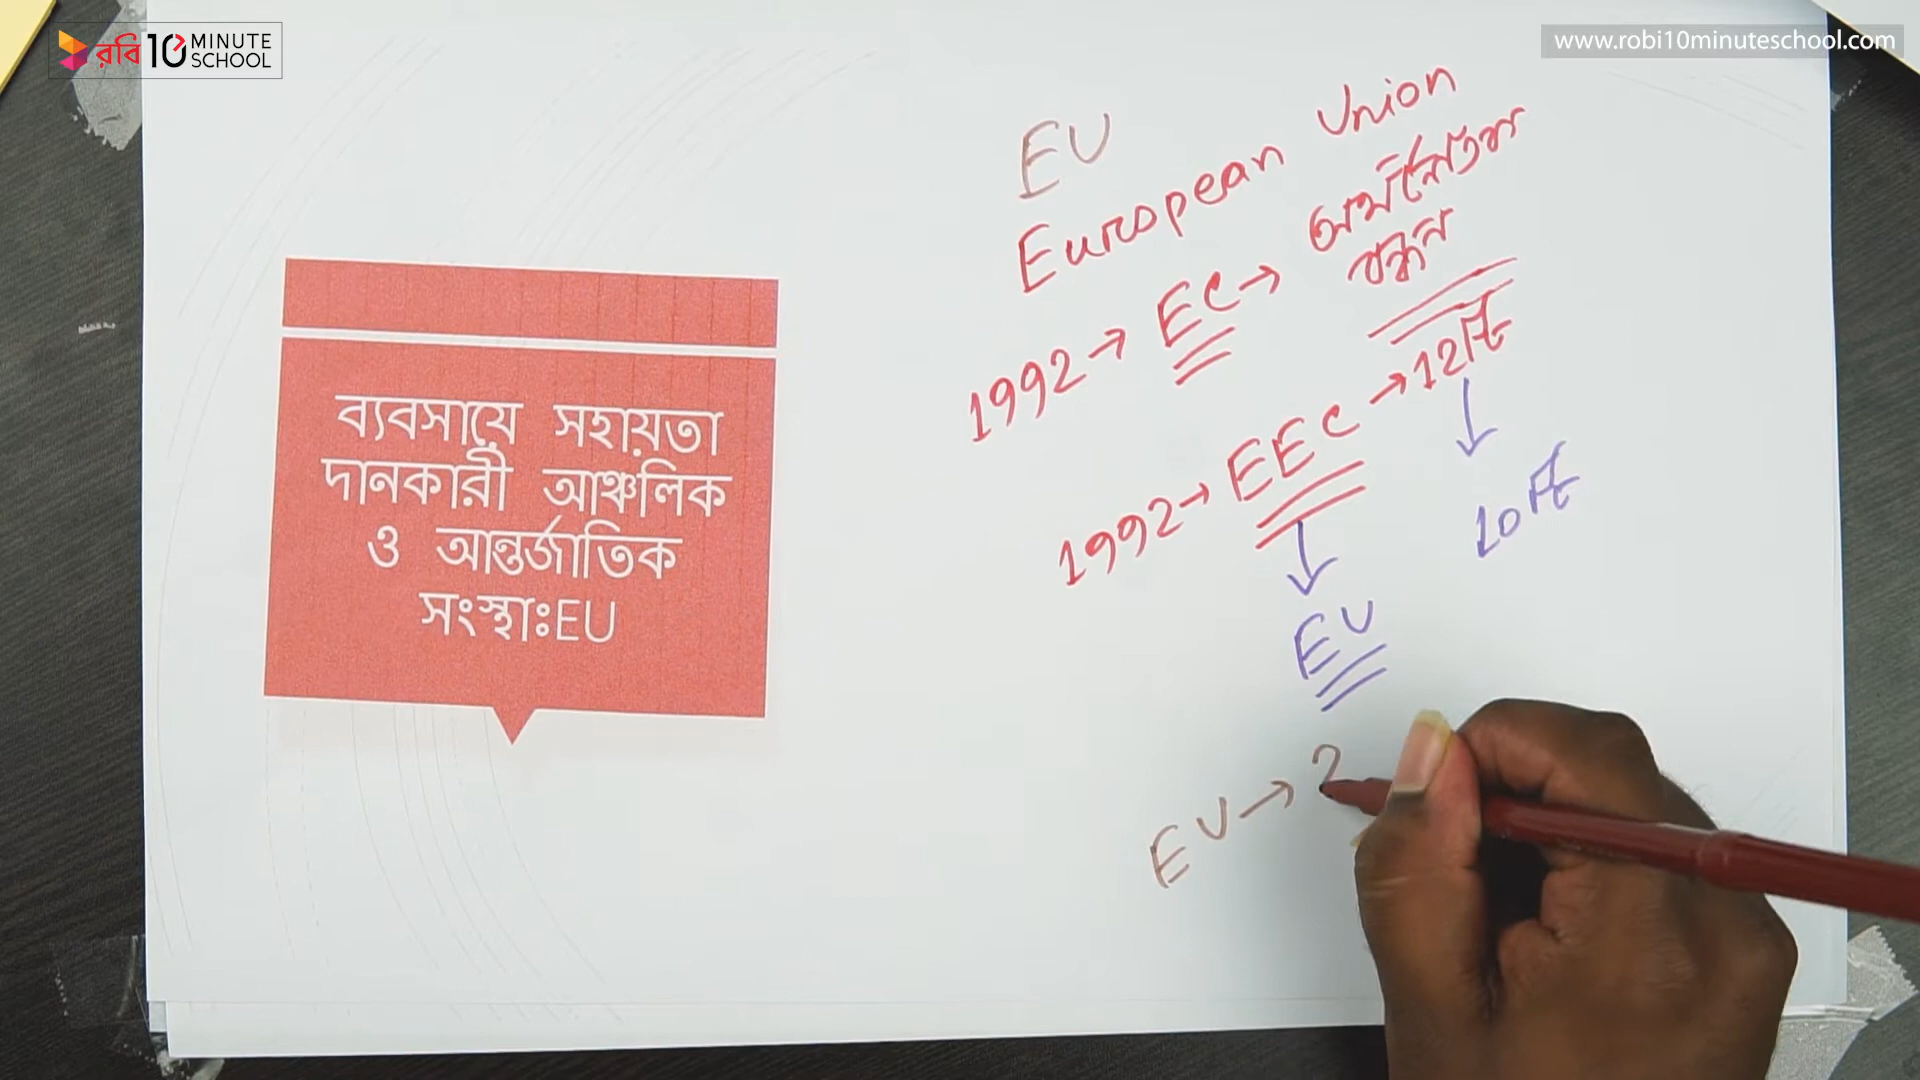 রবি 10 MINUTE SCHOOL
www.robi10minuteschool.com
ব্যবসায়ে সহায়তা
দানকারী আঞ্চলিক
ও আন্তর্জাতিক
সংস্থাঃEU
EU
European Union
1992 → EC → অর্থনৈতিক
বন্ধন
1992 → EEC → 12টি
10টি
EU
EU → 2